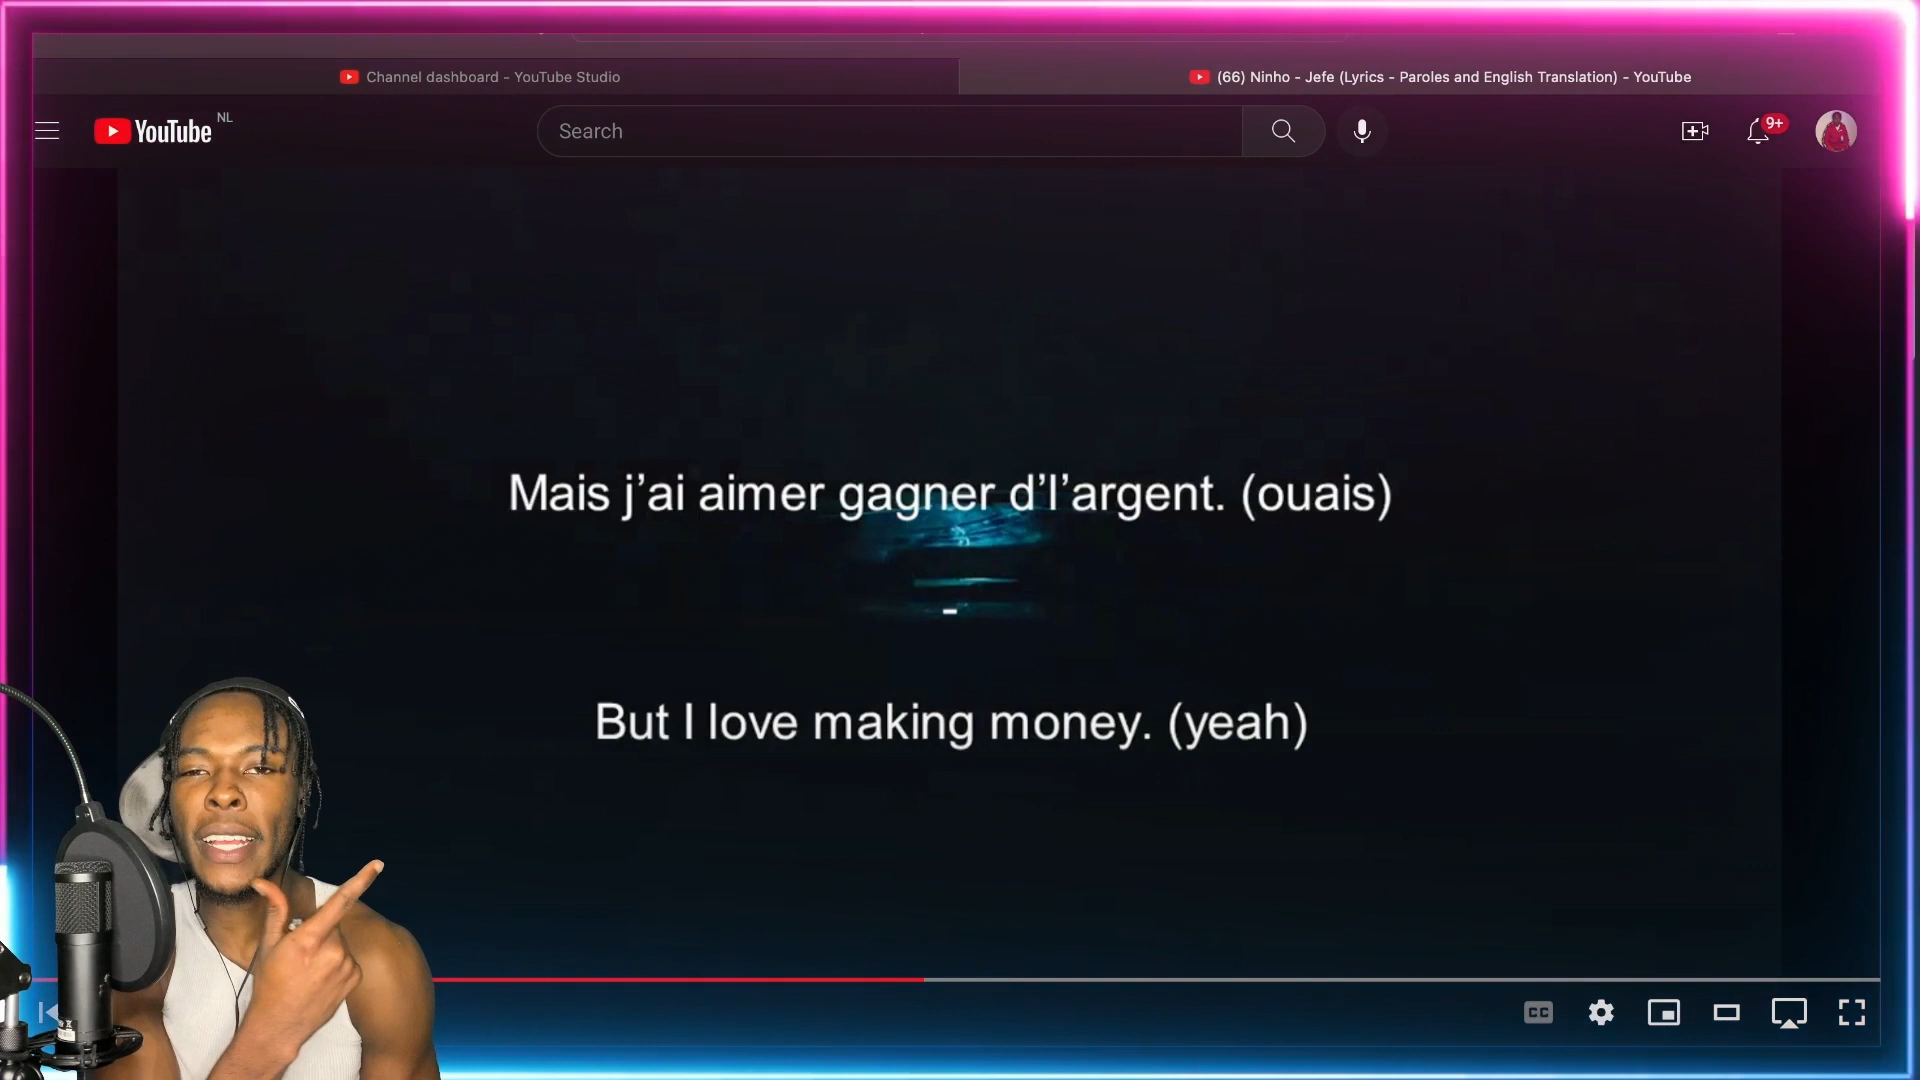 Channel dashboard - YouTube Studio
(66) Ninho - Jefe (Lyrics - Paroles and English Translation) - YouTube
YouTube NL
Search
9+
Mais j’ai aimer gagner d’l’argent. (ouais)
But I love making money. (yeah)
CC